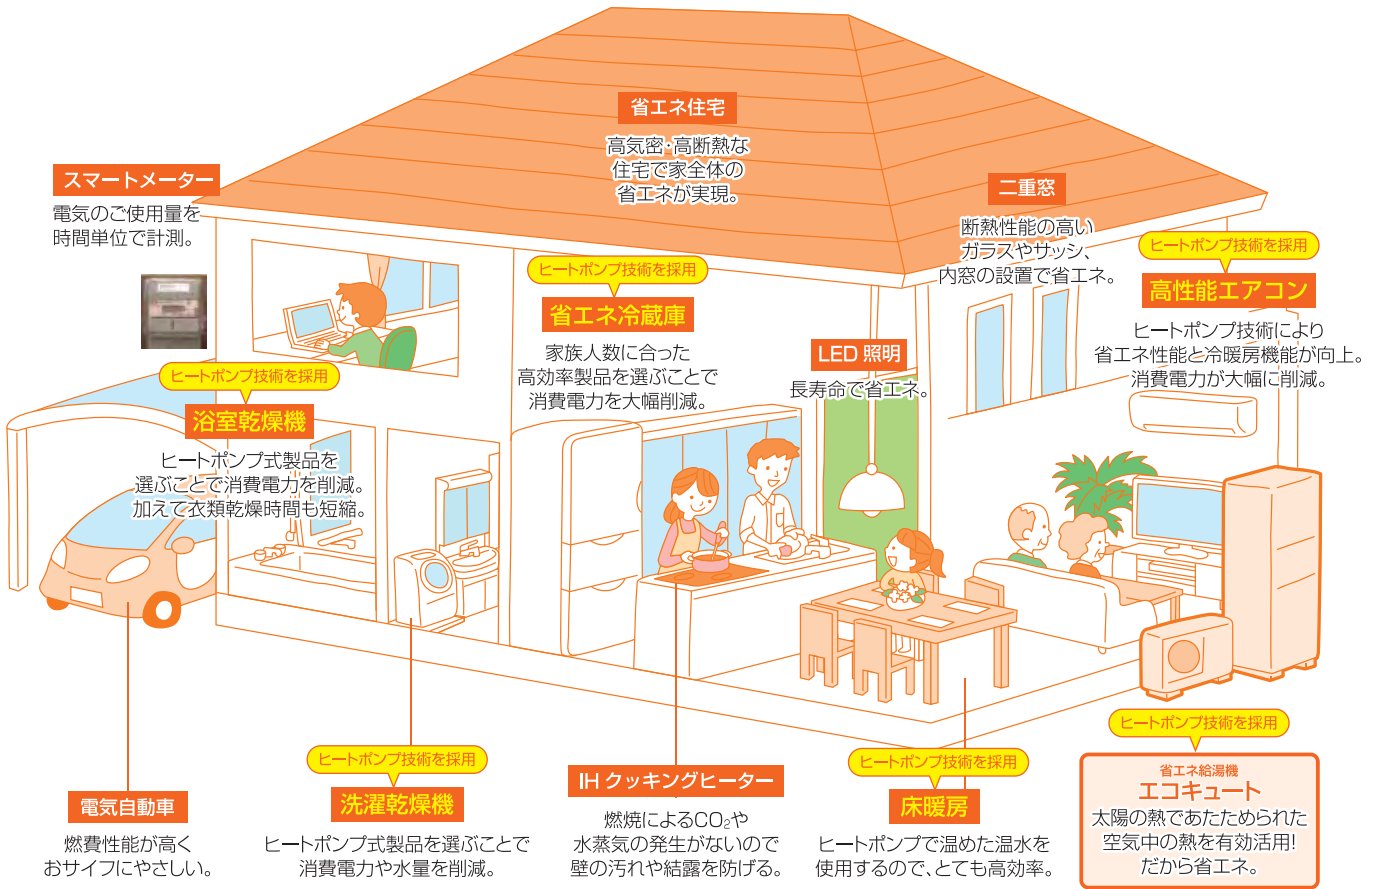 省エネ住宅
高気密・高断熱な
住宅で家全体の
省エネが実現。
スマートメーター
電気のご使用量を
時間単位で計測。
二重窓
断熱性能の高い
ガラスやサッシ、
内窓の設置で省エネ。
ヒートポンプ技術を採用
高性能エアコン
ヒートポンプ技術により
省エネ性能と冷暖房機能が向上。
消費電力が大幅に削減。
ヒートポンプ技術を採用
省エネ冷蔵庫
家族人数に合った
高効率製品を選ぶことで
消費電力を大幅削減。
LED 照明
長寿命で省エネ。
ヒートポンプ技術を採用
浴室乾燥機
ヒートポンプ式製品を
選ぶことで消費電力を削減。
加えて衣類乾燥時間も短縮。
電気自動車
燃費性能が高く
おサイフにやさしい。
ヒートポンプ技術を採用
洗濯乾燥機
ヒートポンプ式製品を選ぶことで
消費電力や水量を削減。
IH クッキングヒーター
燃焼によるCO₂や
水蒸気の発生がないので
壁の汚れや結露を防げる。
ヒートポンプ技術を採用
床暖房
ヒートポンプで温めた温水を
使用するので、とても高効率。
ヒートポンプ技術を採用
省エネ給湯機
エコキュート
太陽の熱であたためられた
空気中の熱を有効活用!
だから省エネ。